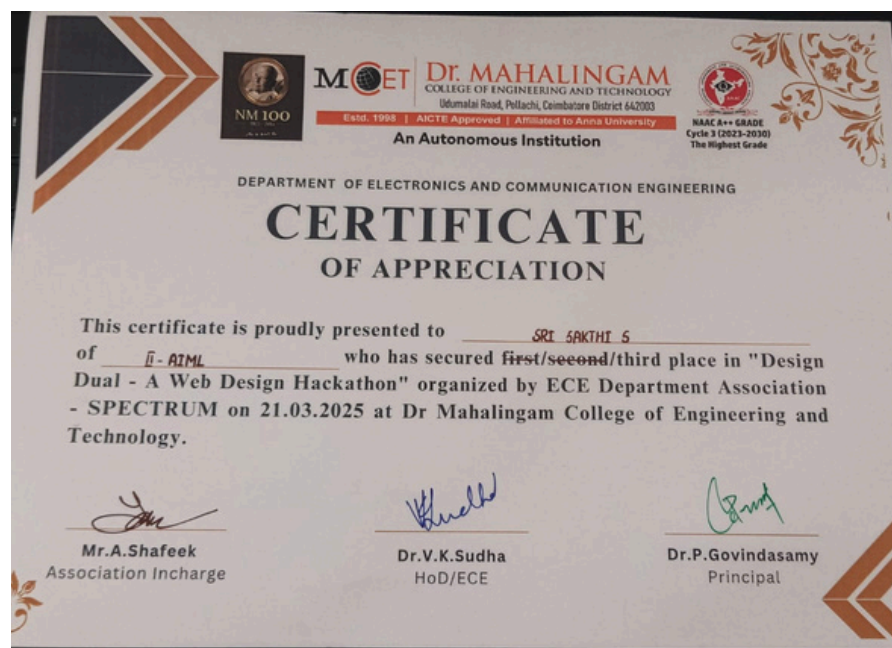 NM 100
MCET
Dr. MAHALINGAM
COLLEGE OF ENGINEERING AND TECHNOLOGY
Udumalai Road, Pollachi, Coimbatore District 642003
Estd. 1998 | AICTE Approved | Affiliated to Anna University
An Autonomous Institution
NAAC A++ GRADE
Cycle 3 (2023-2030)
The Highest Grade
DEPARTMENT OF ELECTRONICS AND COMMUNICATION ENGINEERING
CERTIFICATE
OF APPRECIATION
This certificate is proudly presented to SRI SAKTHI S
of II - AIML who has secured first/second/third place in "Design
Dual - A Web Design Hackathon" organized by ECE Department Association
- SPECTRUM on 21.03.2025 at Dr Mahalingam College of Engineering and
Technology.
Mr.A.Shafeek
Association Incharge
Dr.V.K.Sudha
HoD/ECE
Dr.P.Govindasamy
Principal